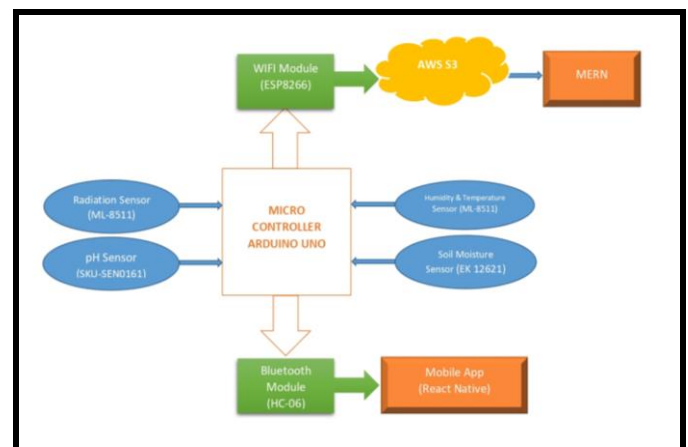 WIFI Module
(ESP8266)
AWS S3
MERN
Radiation Sensor
(ML-8511)
pH Sensor
(SKU-SEN0161)
MICRO
CONTROLLER
ARDUINO UNO
Humidity & Temperature
Sensor (ML-8511)
Soil Moisture
Sensor (EK 12621)
Bluetooth
Module
(HC-06)
Mobile App
(React Native)